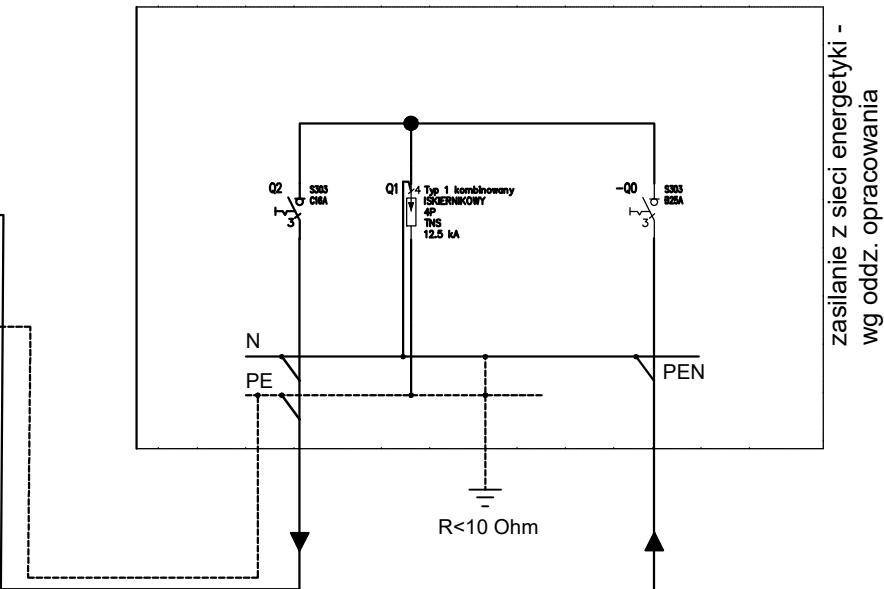 Q2
S303
C16A
3
Q1
4
Typ 1 kombinowany
ISKIERNIKOWY
4P
TNS
12.5 kA
-Q0
S303
B25A
3
N
PE
PEN
R<10 Ohm
zasilanie z sieci energetyki -
wg oddz. opracowania